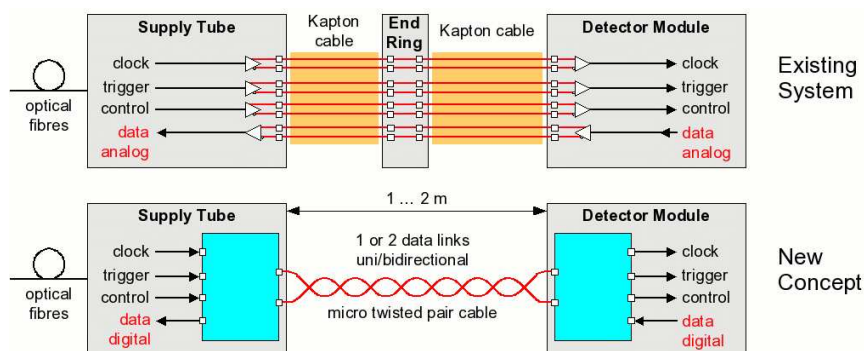 Supply Tube
Kapton
cable
End
Ring
Kapton cable
Detector Module
clock
trigger
control
data
analog
optical
fibres
clock
trigger
control
data
analog
Existing
System
1 ... 2 m
Supply Tube
Detector Module
clock
trigger
control
data
digital
optical
fibres
1 or 2 data links
uni/bidirectional
micro twisted pair cable
clock
trigger
control
data
digital
New
Concept